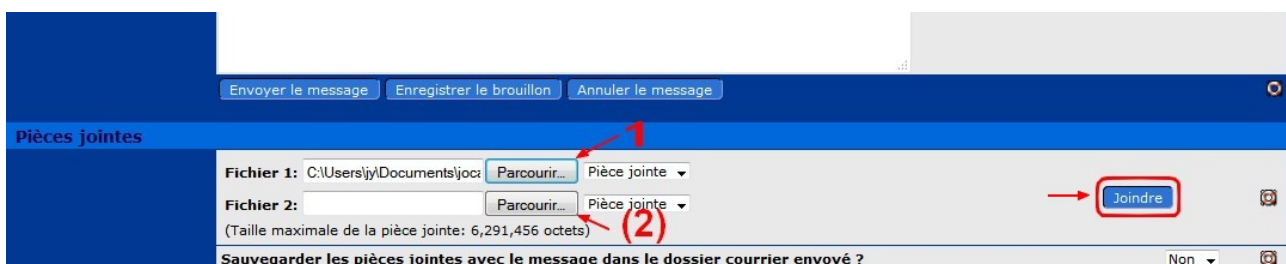 Envoyer le message Enregistrer le brouillon Annuler le message
Pièces jointes
1
Fichier 1: C:\Users\jy\Documents\joca Parcourir... Pièce jointe
Joindre
Fichier 2: Parcourir... Pièce jointe
(Taille maximale de la pièce jointe: 6,291,456 octets) (2)
Sauvegarder les pièces jointes avec le message dans le dossier courrier envoyé ? Non